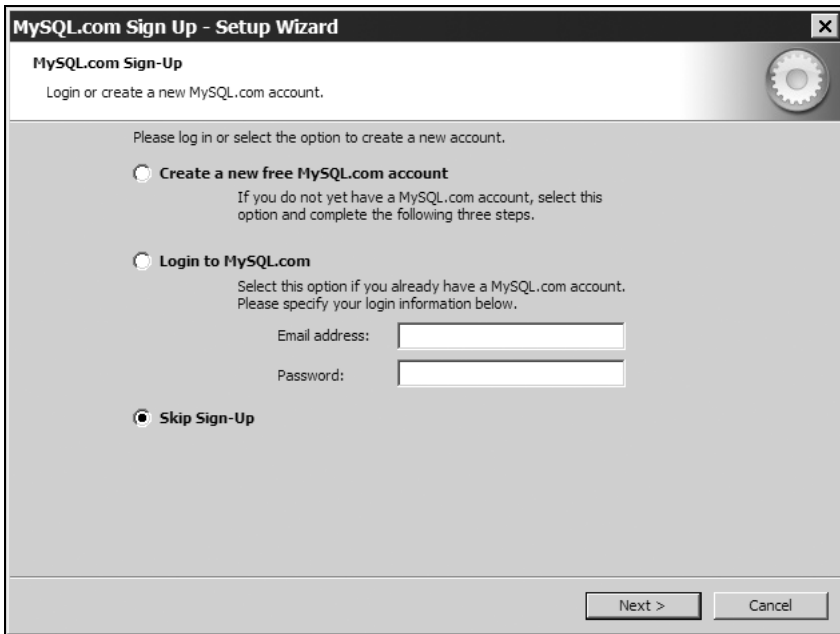 MySQL.com Sign Up - Setup Wizard
MySQL.com Sign-Up
Login or create a new MySQL.com account.
Please log in or select the option to create a new account.
Create a new free MySQL.com account
If you do not yet have a MySQL.com account, select this
option and complete the following three steps.
Login to MySQL.com
Select this option if you already have a MySQL.com account.
Please specify your login information below.
Email address:
Password:
Skip Sign-Up
Next >
Cancel